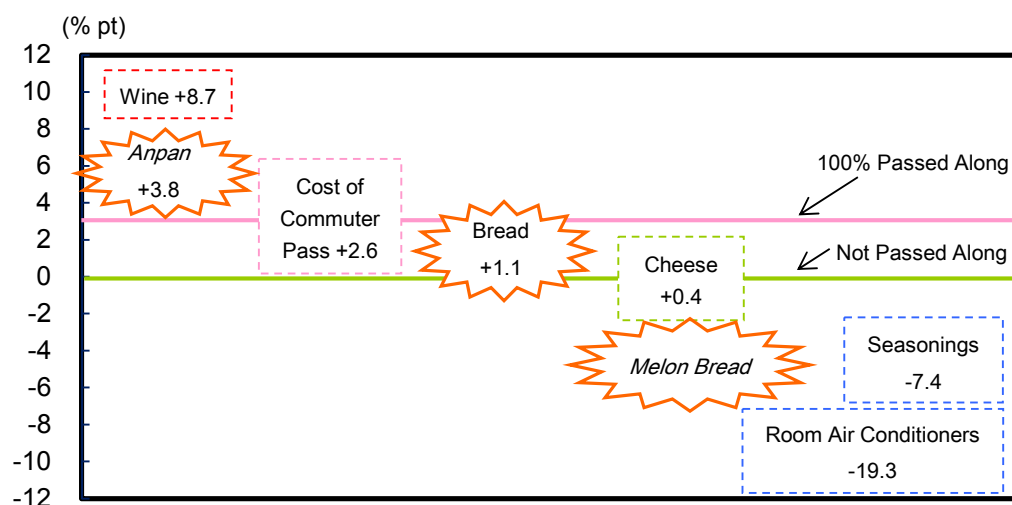 (% pt)
12
10
8
6
4
2
0
-2
-4
-6
-8
-10
-12
Wine +8.7
Anpan
+3.8
Cost of
Commuter
Pass +2.6
Bread
+1.1
Cheese
+0.4
Melon Bread
100% Passed Along
Not Passed Along
Seasonings
-7.4
Room Air Conditioners
-19.3